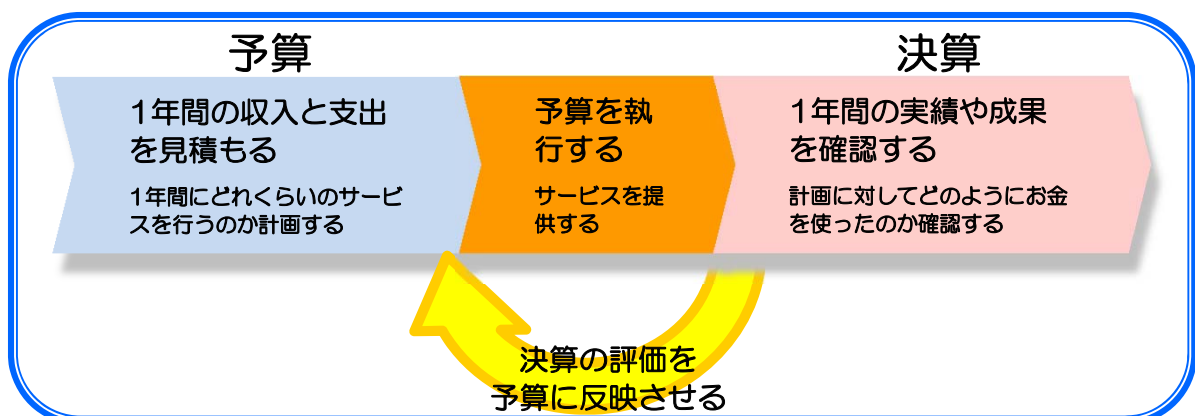 予算
決算
1年間の収入と支出
を見積もる
1年間にどれくらいのサービ
スを行うのか計画する
予算を執
行する
サービスを提
供する
1年間の実績や成果
を確認する
計画に対してどのようにお金
を使ったのか確認する
決算の評価を
予算に反映させる